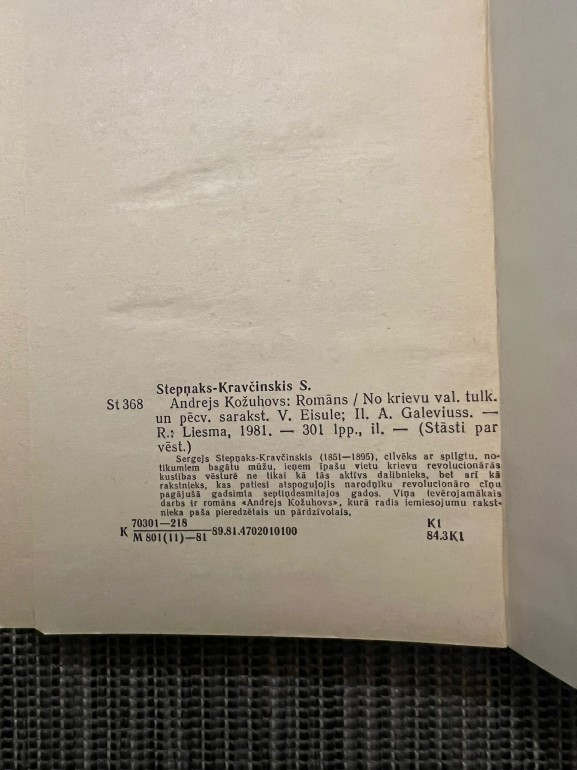 Stepņaks-Kravčinskis S.
St 368 Andrejs Kožuhovs: Romāns / No krievu val. tulk.
un pēcv. sarakst. V. Eisule; Il. A. Galeviuss. —
R.: Liesma, 1981. — 301 lpp., il. — (Stāsti par
vēst.)
Sergejs Stepņaks-Kravčinskis (1851—1895), cilvēks ar spilgtu, no-
tikumiem bagātu mūžu, ieņem īpašu vietu krievu revolucionārās
kustības vēsturē ne tikai kā tās aktīvs dalībnieks, bet arī kā
rakstnieks, kas patiesi atspoguļojis narodņiku revolucionāro cīņu
pagājušā gadsimta septiņdesmitajos gados. Viņa ievērojamākais
darbs ir romāns «Andrejs Kožuhovs», kurā radis iemiesojumu rakst-
nieka paša pieredzētais un pārdzīvotais.
70301—218
K M 801(11)—81 89.81.4702010100
K1
84.3K1